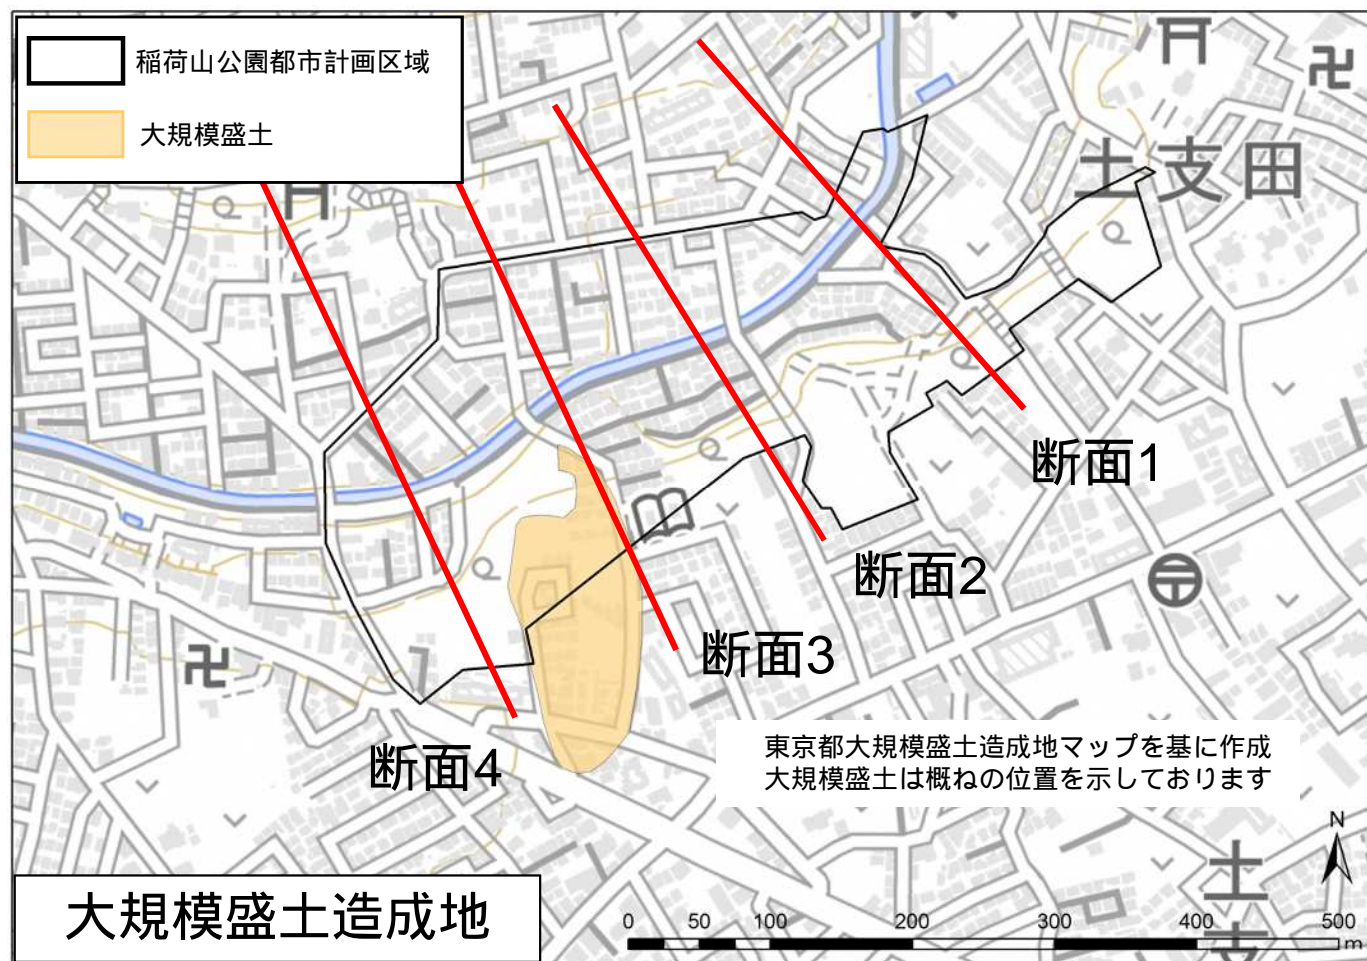 稲荷山公園都市計画区域
大規模盛土
土支田
断面1
断面2
断面3
断面4
東京都大規模盛土造成地マップを基に作成
大規模盛土は概ねの位置を示しております
大規模盛土造成地
N
0 50 100 200 300 400 500
m
土
支